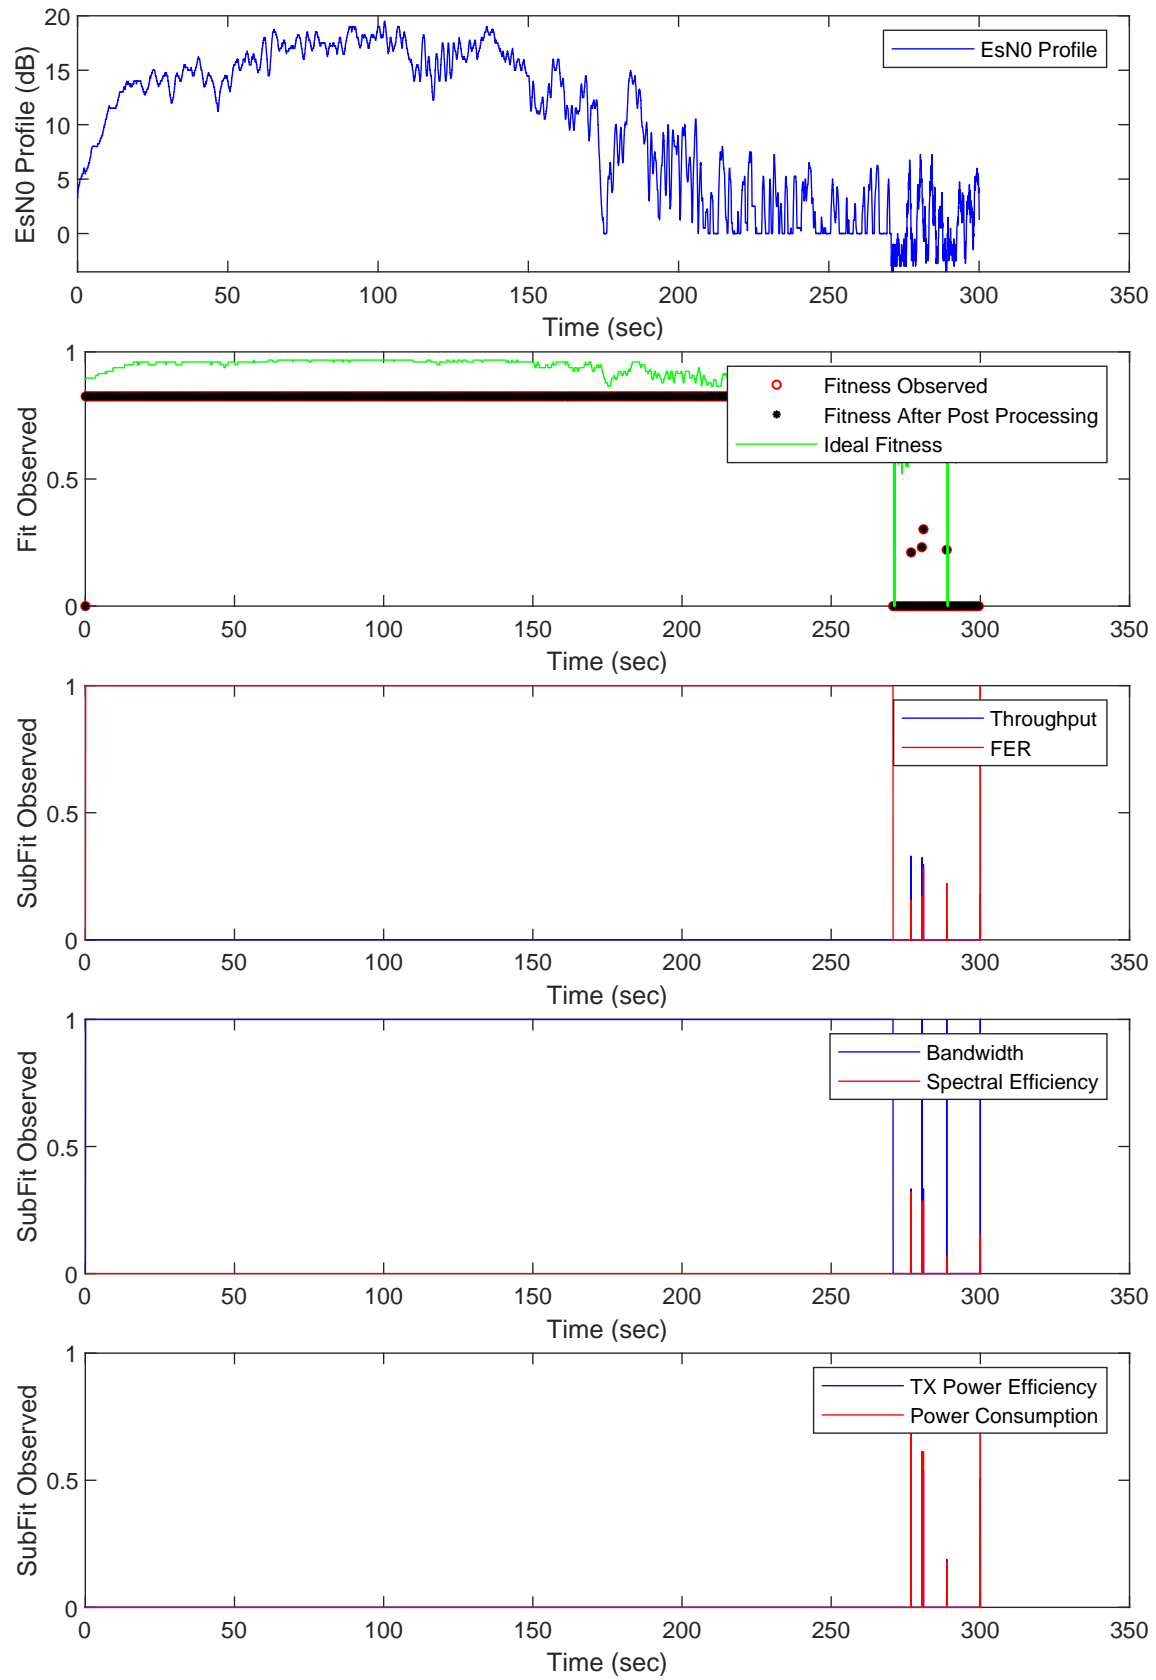 20
15
10
5
0
EsN0 Profile (dB)
EsN0 Profile
0 50 100 150 200 250 300 350
Time (sec)
1
0.5
0
Fit Observed
Fitness Observed
Fitness After Post Processing
Ideal Fitness
0 50 100 150 200 250 300 350
Time (sec)
1
0.5
0
SubFit Observed
Throughput
FER
0 50 100 150 200 250 300 350
Time (sec)
1
0.5
0
SubFit Observed
Bandwidth
Spectral Efficiency
0 50 100 150 200 250 300 350
Time (sec)
1
0.5
0
SubFit Observed
TX Power Efficiency
Power Consumption
0 50 100 150 200 250 300 350
Time (sec)